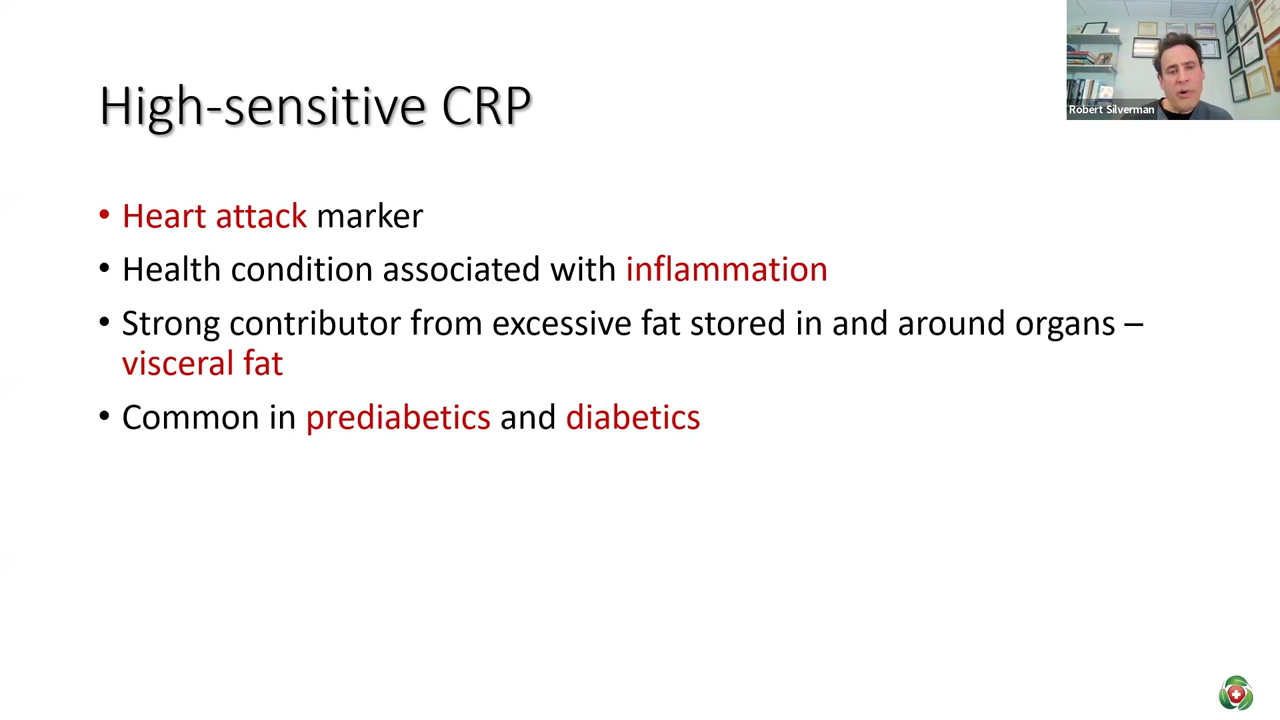 High-sensitive CRP
Robert Silverman
• Heart attack marker
• Health condition associated with inflammation
• Strong contributor from excessive fat stored in and around organs –
visceral fat
• Common in prediabetics and diabetics